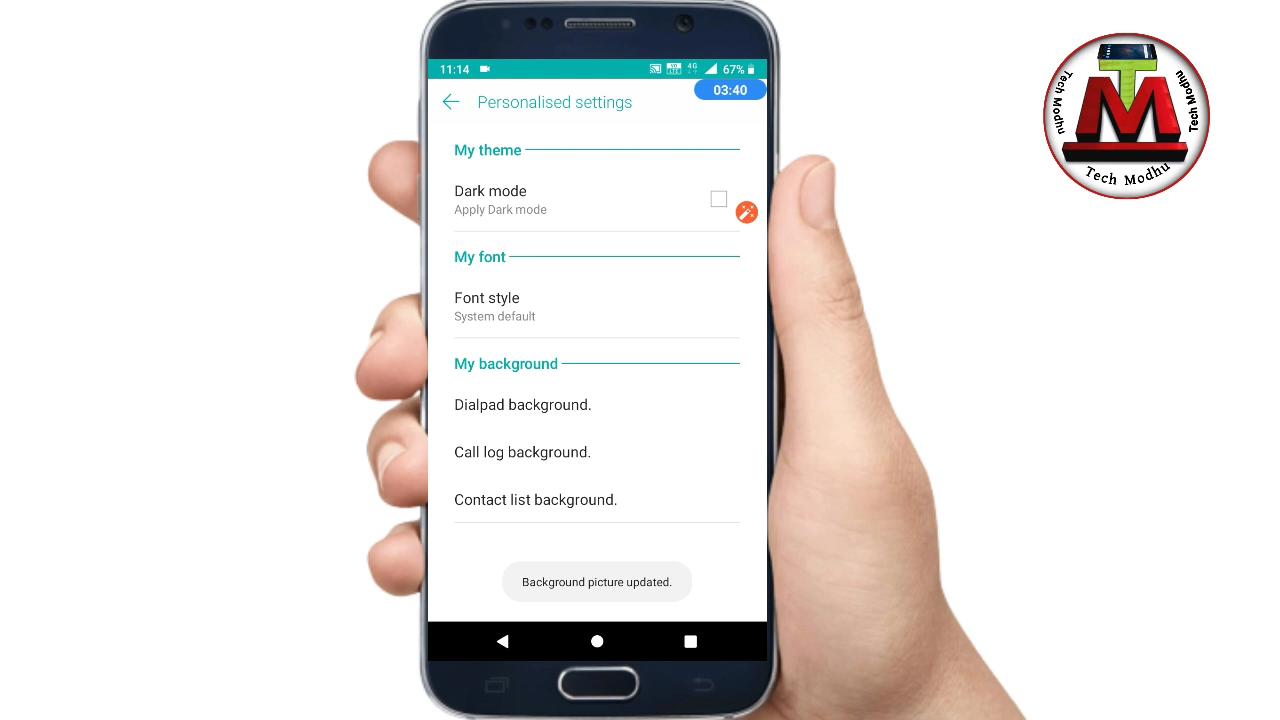 11:14
4G
67%
03:40
Personalised settings
My theme
Dark mode
Apply Dark mode
My font
Font style
System default
My background
Dialpad background.
Call log background.
Contact list background.
Background picture updated.
TM
Tech Modhu
Tech Modhu
Tech Modhu